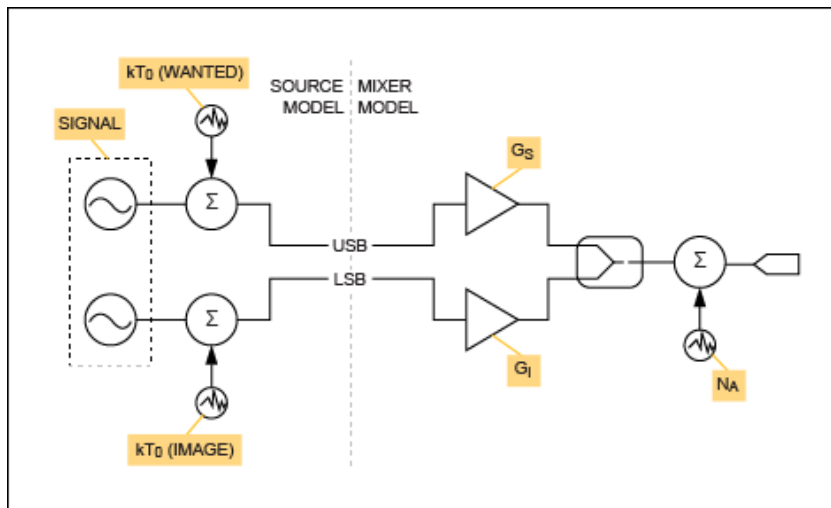 kT0 (WANTED)
SOURCE MODEL
MIXER MODEL
SIGNAL
GS
Σ
USB
LSB
Σ
Σ
GI
NA
kT0 (IMAGE)